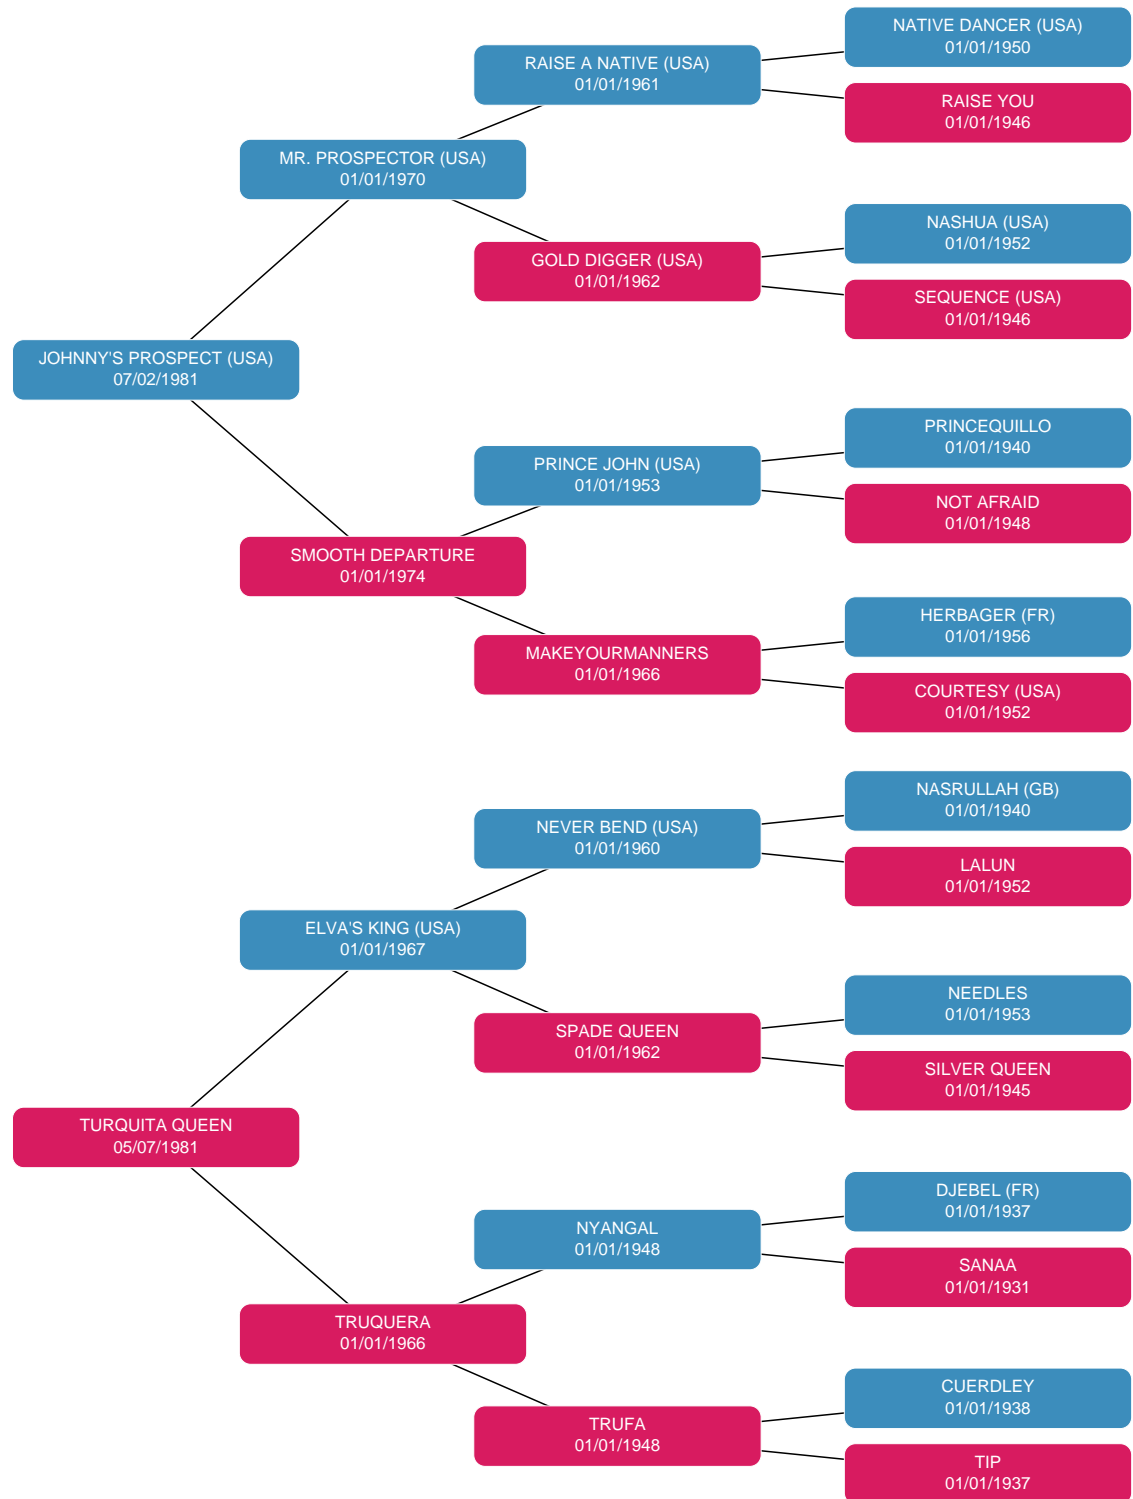 NATIVE DANCER (USA)
01/01/1950
RAISE A NATIVE (USA)
01/01/1961
RAISE YOU
01/01/1946
MR. PROSPECTOR (USA)
01/01/1970
NASHUA (USA)
01/01/1952
GOLD DIGGER (USA)
01/01/1962
SEQUENCE (USA)
01/01/1946
JOHNNY'S PROSPECT (USA)
07/02/1981
PRINCEQUILLO
01/01/1940
PRINCE JOHN (USA)
01/01/1953
NOT AFRAID
01/01/1948
SMOOTH DEPARTURE
01/01/1974
HERBAGER (FR)
01/01/1956
MAKEYOURMANNERS
01/01/1966
COURTESY (USA)
01/01/1952
NASRULLAH (GB)
01/01/1940
NEVER BEND (USA)
01/01/1960
LALUN
01/01/1952
ELVA'S KING (USA)
01/01/1967
NEEDLES
01/01/1953
SPADE QUEEN
01/01/1962
SILVER QUEEN
01/01/1945
TURQUITA QUEEN
05/07/1981
DJEBEL (FR)
01/01/1937
NYANGAL
01/01/1948
SANAA
01/01/1931
TRUQUERA
01/01/1966
CUERDLEY
01/01/1938
TRUFA
01/01/1948
TIP
01/01/1937